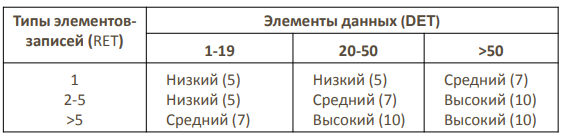 Типы элементов-записей (RET) Элементы данных (DET)
1-19 20-50 >50
1 Низкий (5) Низкий (5) Средний (7)
2-5 Низкий (5) Средний (7) Высокий (10)
>5 Средний (7) Высокий (10) Высокий (10)